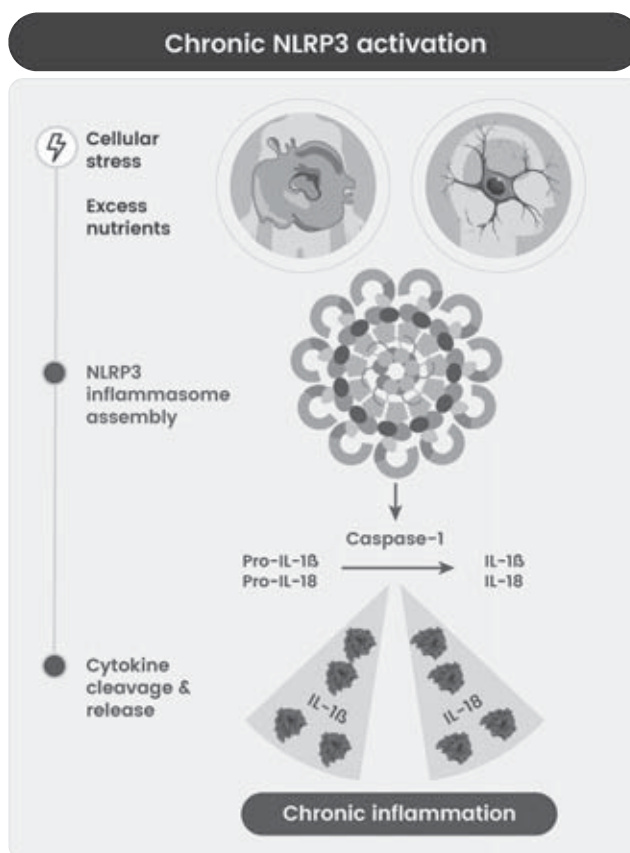 Chronic NLRP3 activation
Cellular
stress
Excess
nutrients
NLRP3
inflammasome
assembly
Caspase-1
Pro-IL-1ß
Pro-IL-18
IL-1ß
IL-18
Cytokine
cleavage &
release
IL-1ß
IL-18
Chronic inflammation